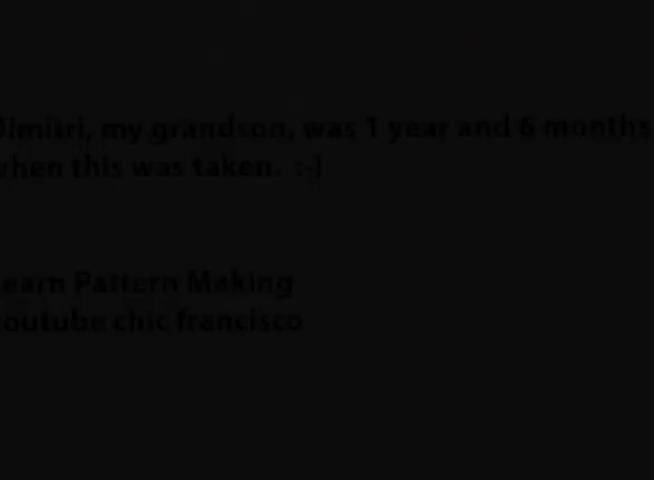 Dimitri, my grandson, was 1 year and 6 months
when this was taken. :-)
Learn Pattern Making
youtube chic francisco